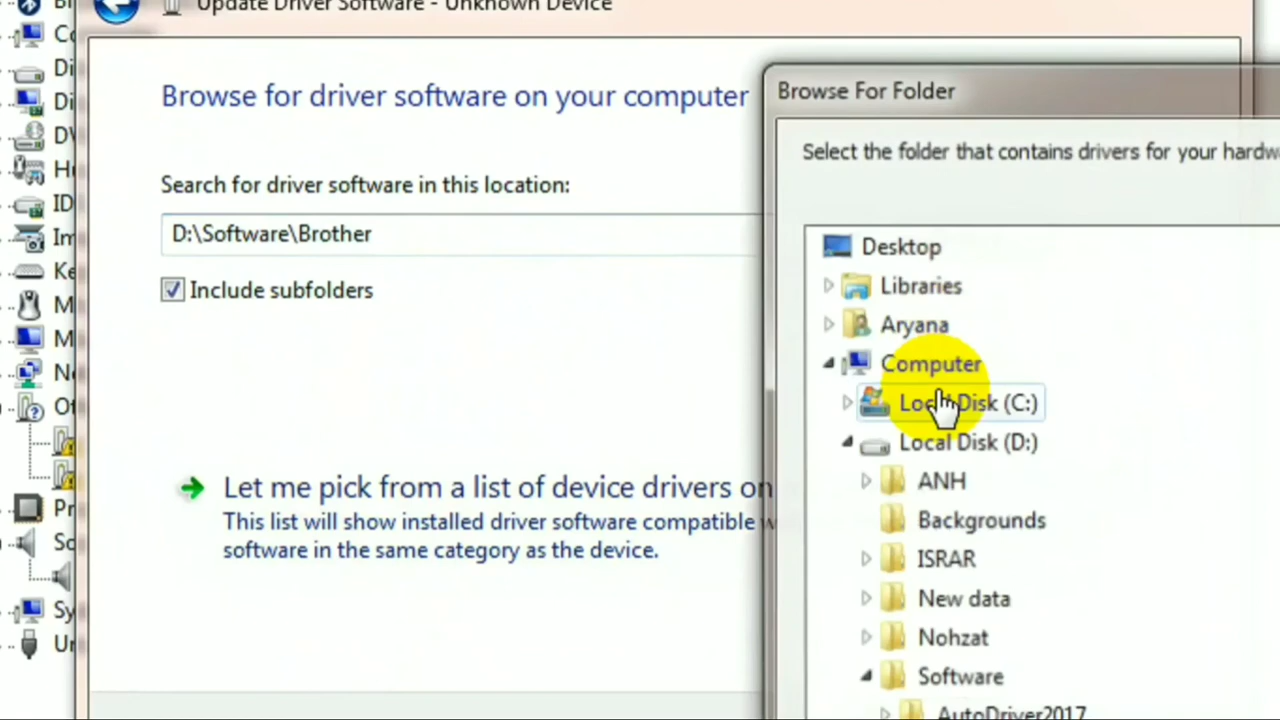 Update Driver Software - Unknown Device
Browse for driver software on your computer
Search for driver software in this location:
D:\Software\Brother
Include subfolders
Let me pick from a list of device drivers on
This list will show installed driver software compatible
software in the same category as the device.
Browse For Folder
Select the folder that contains drivers for your hardw
Desktop
Libraries
Aryana
Computer
Local Disk (C:)
Local Disk (D:)
ANH
Backgrounds
ISRAR
New data
Nohzat
Software
AutoDriver2017